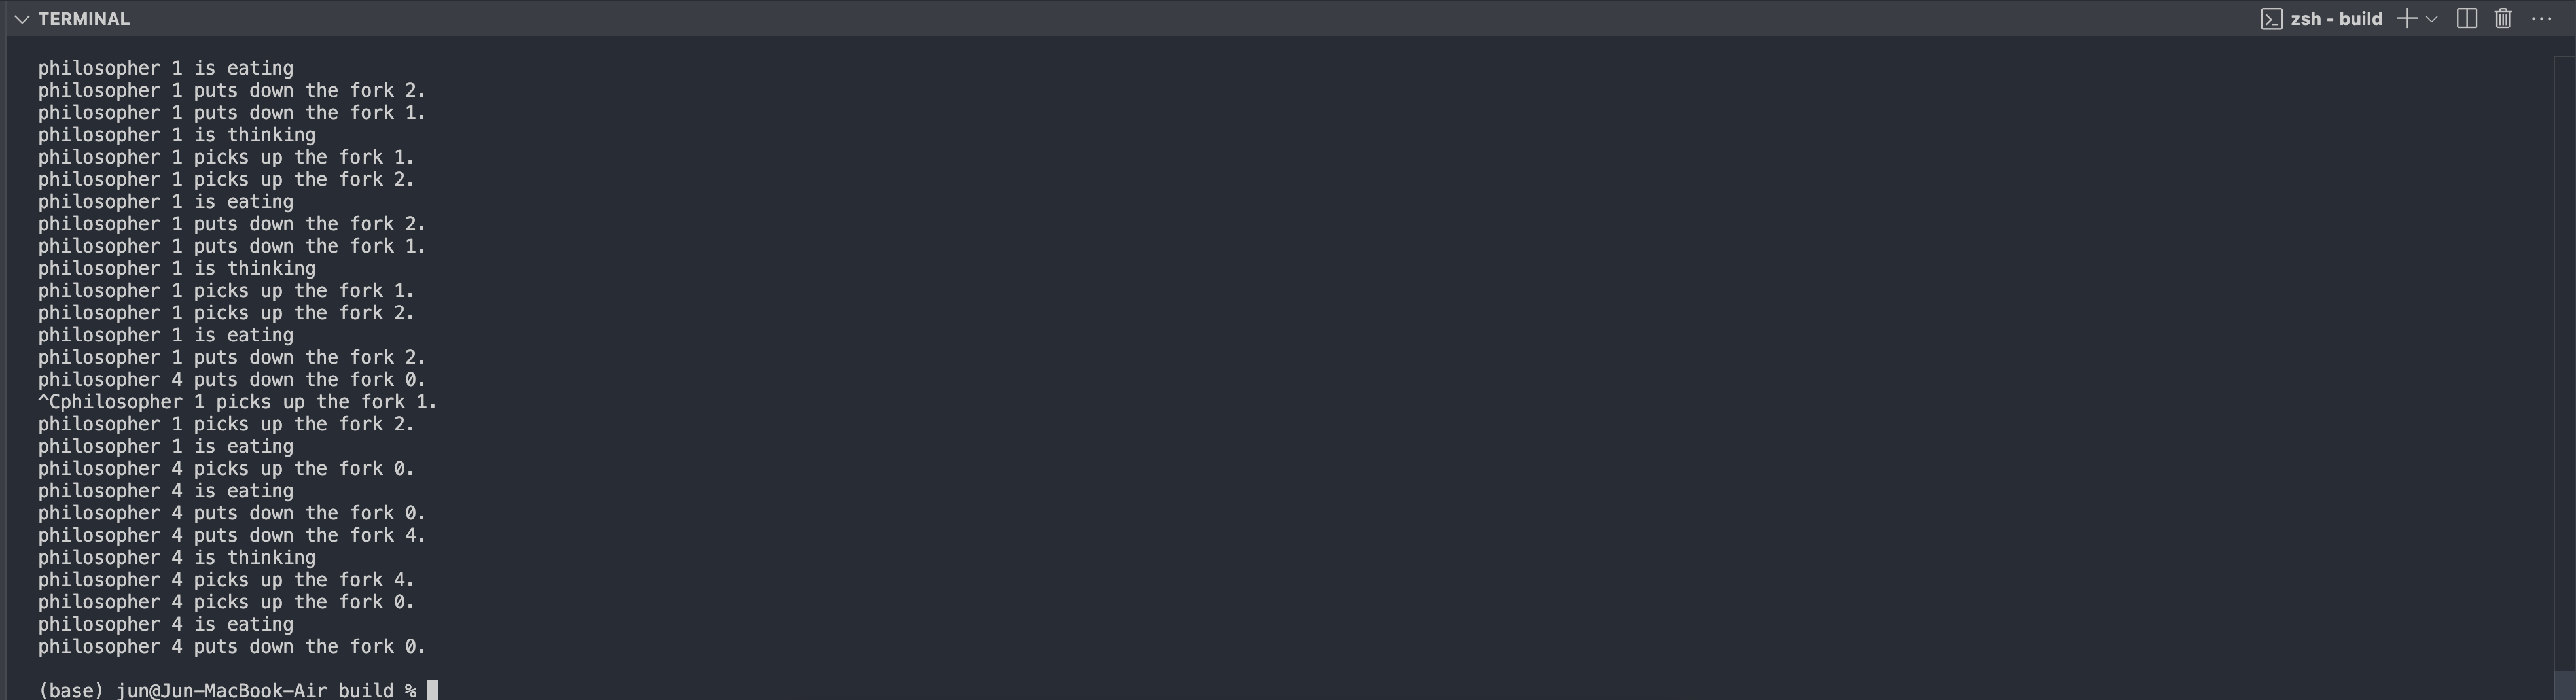 TERMINAL
zsh - build
philosopher 1 is eating
philosopher 1 puts down the fork 2.
philosopher 1 puts down the fork 1.
philosopher 1 is thinking
philosopher 1 picks up the fork 1.
philosopher 1 picks up the fork 2.
philosopher 1 is eating
philosopher 1 puts down the fork 2.
philosopher 1 puts down the fork 1.
philosopher 1 is thinking
philosopher 1 picks up the fork 1.
philosopher 1 picks up the fork 2.
philosopher 1 is eating
philosopher 1 puts down the fork 2.
philosopher 4 puts down the fork 0.
^Cphilosopher 1 picks up the fork 1.
philosopher 1 picks up the fork 2.
philosopher 1 is eating
philosopher 4 picks up the fork 0.
philosopher 4 is eating
philosopher 4 puts down the fork 0.
philosopher 4 puts down the fork 4.
philosopher 4 is thinking
philosopher 4 picks up the fork 4.
philosopher 4 picks up the fork 0.
philosopher 4 is eating
philosopher 4 puts down the fork 0.
(base) jun@Jun-MacBook-Air build %